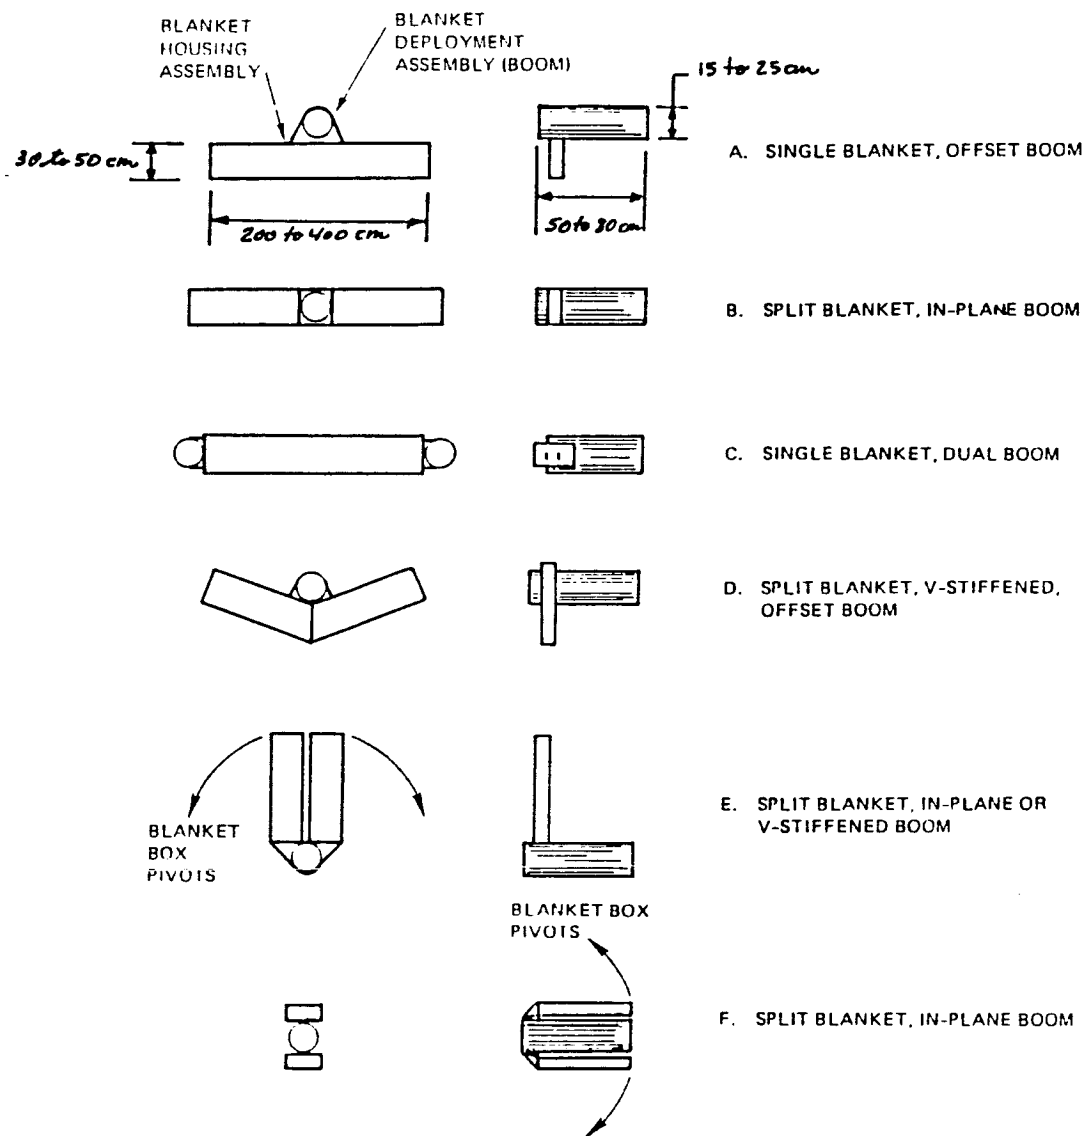 BLANKET
HOUSING
ASSEMBLY
BLANKET
DEPLOYMENT
ASSEMBLY (BOOM)
15 to 25 cm
30 to 50 cm
200 to 400 cm
50 to 80 cm
A. SINGLE BLANKET, OFFSET BOOM
B. SPLIT BLANKET, IN-PLANE BOOM
C. SINGLE BLANKET, DUAL BOOM
D. SPLIT BLANKET, V-STIFFENED,
OFFSET BOOM
E. SPLIT BLANKET, IN-PLANE OR
V-STIFFENED BOOM
BLANKET
BOX
PIVOTS
BLANKET BOX
PIVOTS
F. SPLIT BLANKET, IN-PLANE BOOM